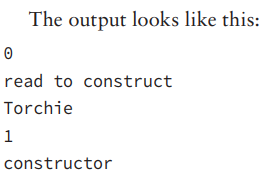 The output looks like this:
0
read to construct
Torchie
1
constructor